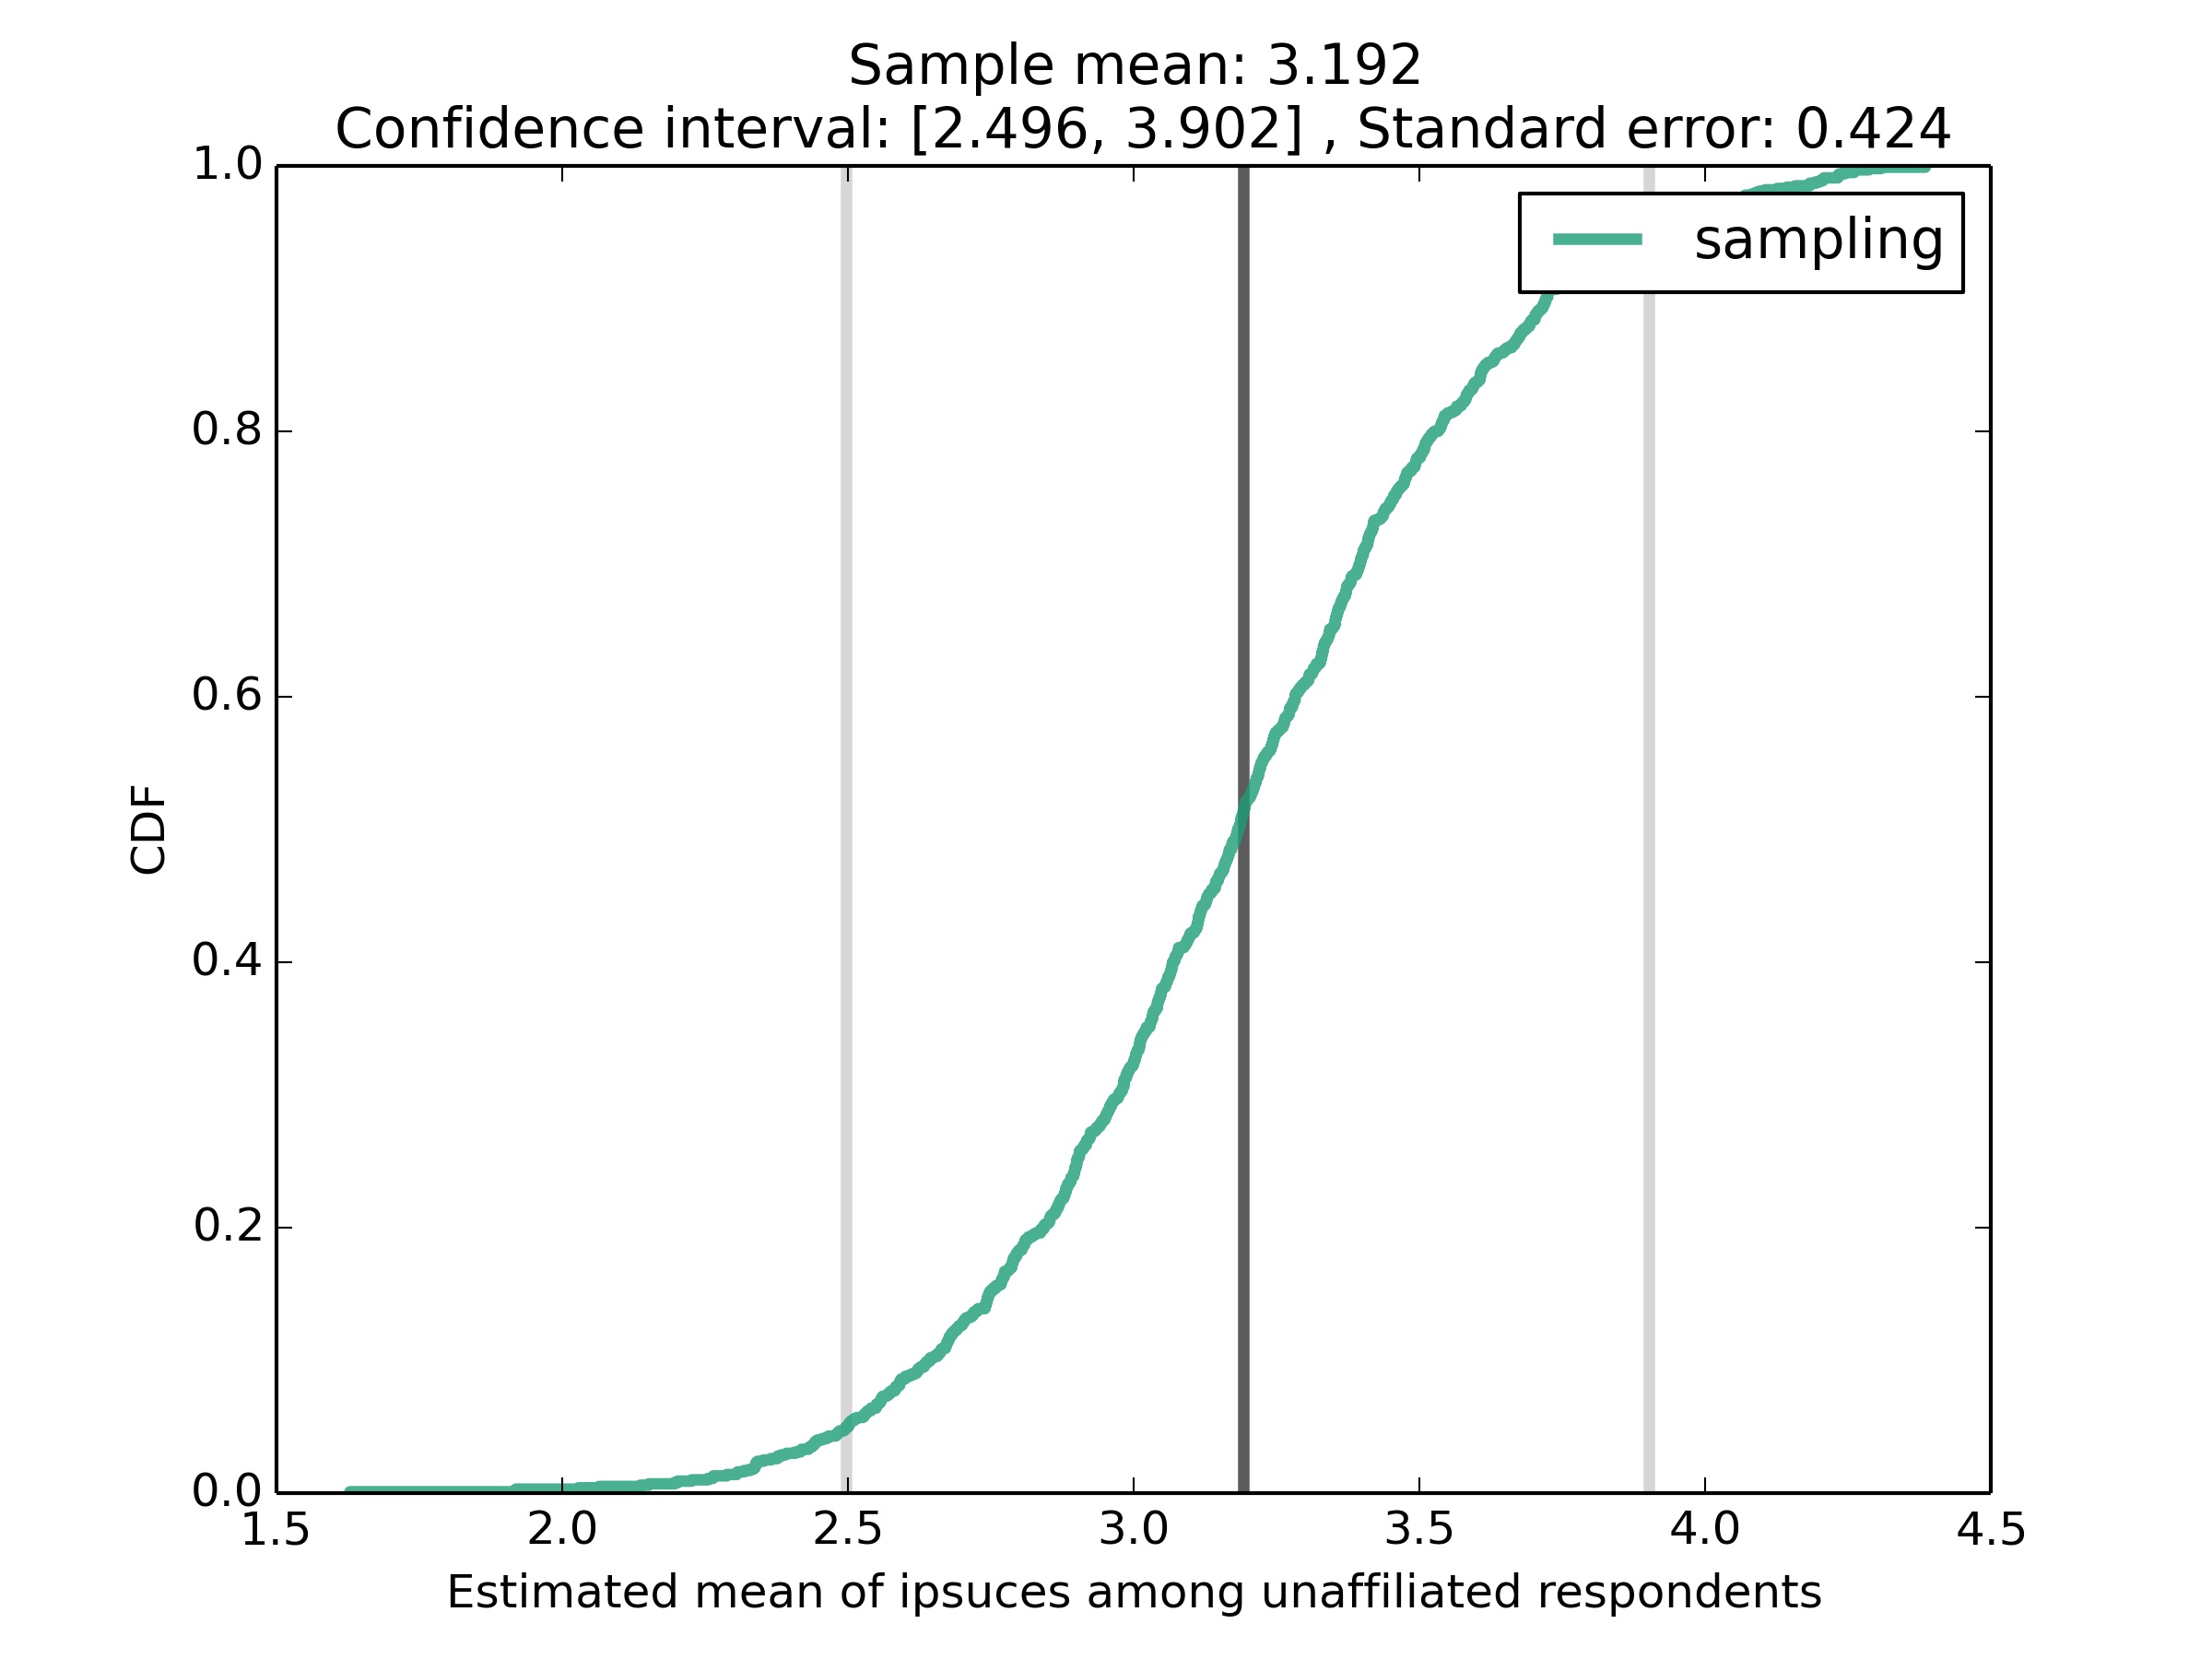 Sample mean: 3.192
Confidence interval: [2.496, 3.902] , Standard error: 0.424
1.0
0.8
0.6
0.4
0.2
0.0
CDF
sampling
1.5 2.0 2.5 3.0 3.5 4.0 4.5
Estimated mean of ipsuces among unaffiliated respondents